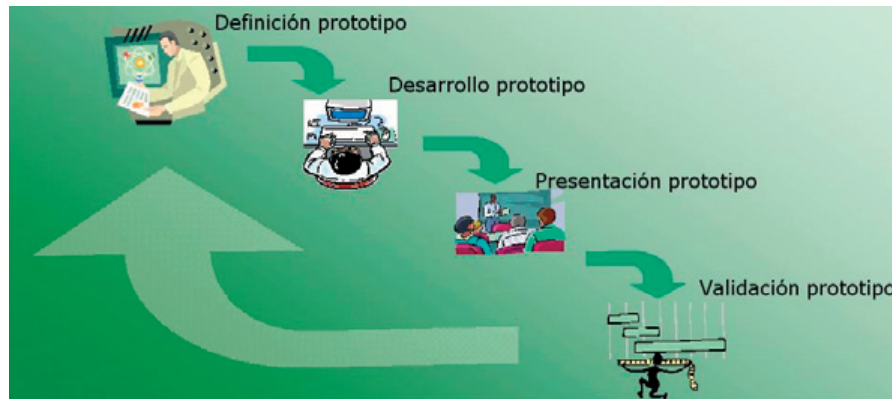 Definición prototipo
Desarrollo prototipo
Presentación prototipo
Validación prototipo